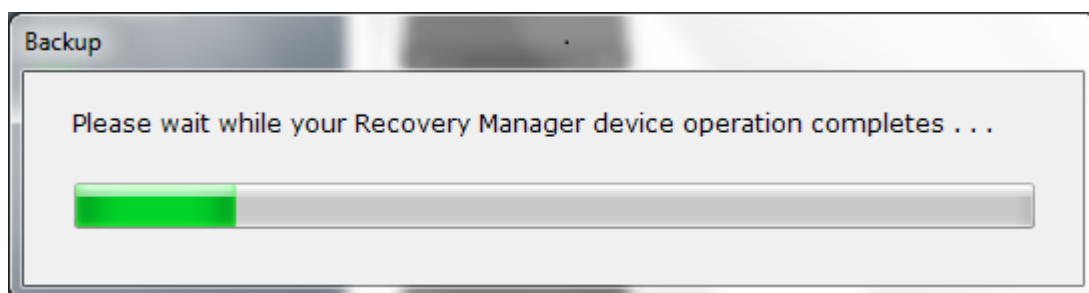 Backup
Please wait while your Recovery Manager device operation completes . . .